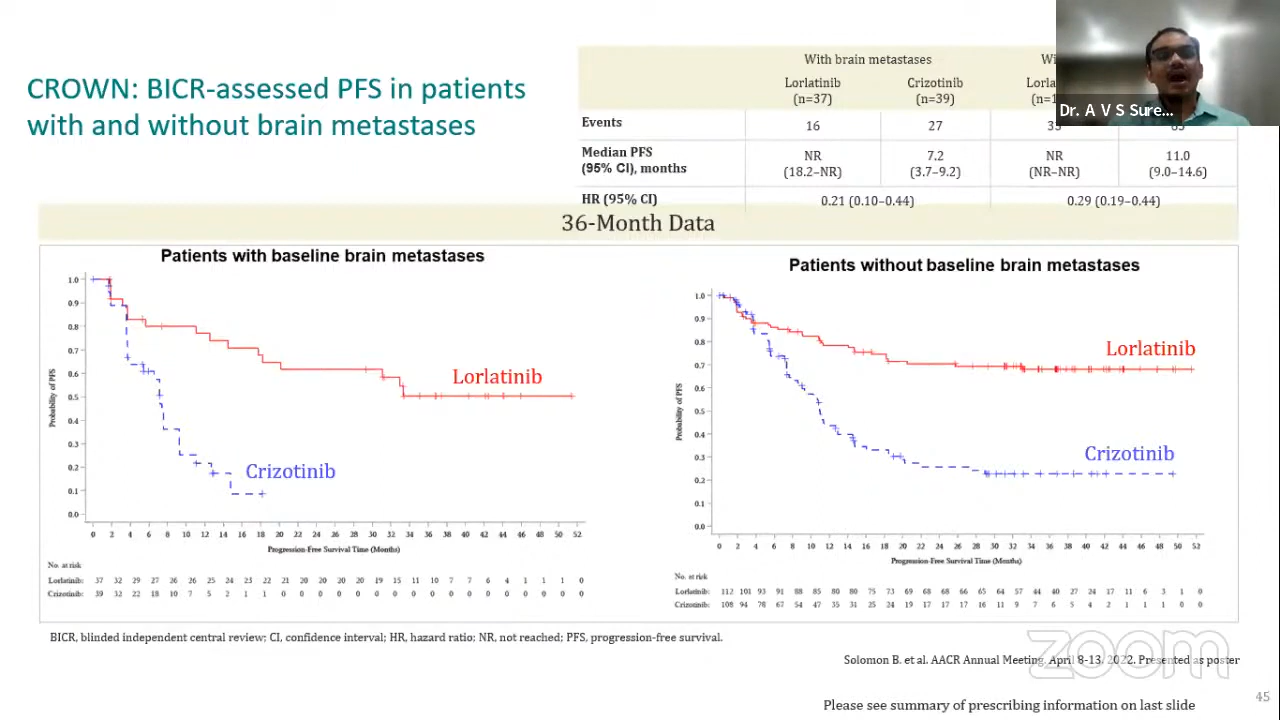 CROWN: BICR-assessed PFS in patients
with and without brain metastases
With brain metastases
Lorlatinib Crizotinib
(n=37) (n=39)
Events 16 27
Median PFS NR 7.2 NR 11.0
(95% CI), months (18.2–NR) (3.7–9.2) (NR–NR) (9.0–14.6)
HR (95% CI) 0.21 (0.10–0.44) 0.29 (0.19–0.44)
Dr. A V S Sure...
36-Month Data
Patients with baseline brain metastases
Probability of PFS
1.0
0.9
0.8
0.7
0.6
0.5
0.4
0.3
0.2
0.1
0.0
Lorlatinib
Crizotinib
0 2 4 6 8 10 12 14 16 18 20 22 24 26 28 30 32 34 36 38 40 42 44 46 48 50 52
Progression-Free Survival Time (Months)
No. at risk
Lorlatinib: 37 32 29 27 26 26 25 24 23 22 21 20 20 20 20 19 15 11 10 7 7 6 4 1 1 1 0
Crizotinib: 39 32 22 18 10 7 5 2 1 1 0 0 0 0 0 0 0 0 0 0 0 0 0 0 0 0 0
Patients without baseline brain metastases
Probability of PFS
1.0
0.9
0.8
0.7
0.6
0.5
0.4
0.3
0.2
0.1
0.0
Lorlatinib
Crizotinib
0 2 4 6 8 10 12 14 16 18 20 22 24 26 28 30 32 34 36 38 40 42 44 46 48 50 52
Progression-Free Survival Time (Months)
No. at risk
Lorlatinib: 112 101 93 91 88 85 80 80 75 73 69 68 68 66 65 64 57 44 40 27 24 17 11 6 3 1 0
Crizotinib: 108 94 78 67 54 47 35 31 25 24 19 17 17 17 16 11 9 7 6 5 4 2 1 1 1 0 0
BICR, blinded independent central review; CI, confidence interval; HR, hazard ratio; NR, not reached; PFS, progression-free survival.
zoom
Solomon B. et al. AACR Annual Meeting. April 8-13, 2022. Presented as poster
45
Please see summary of prescribing information on last slide